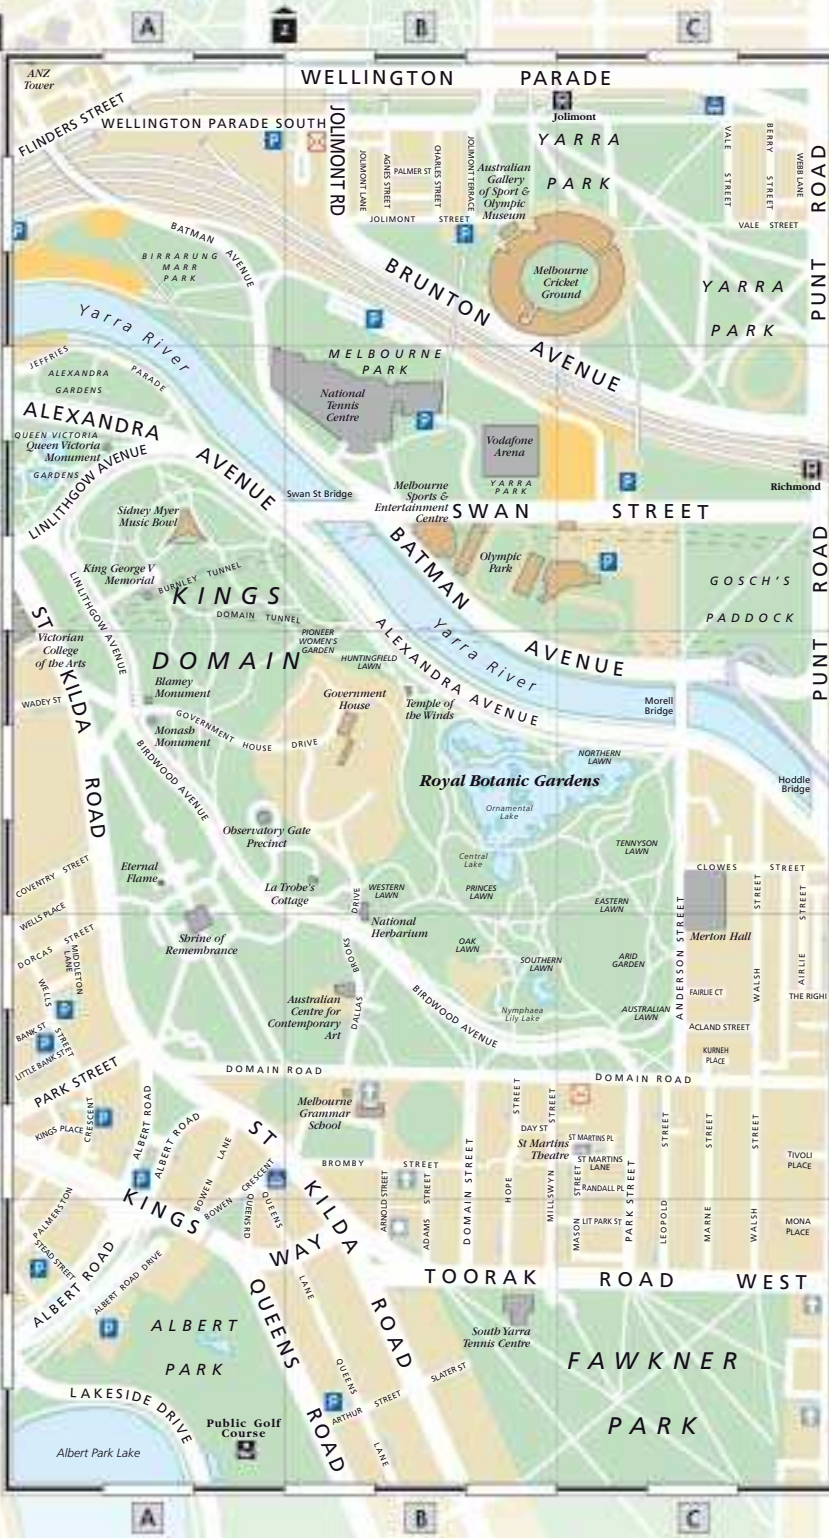 A
2
B
C
ANZ
Tower
WELLINGTON PARADE
Jolimont
FLINDERS STREET
WELLINGTON PARADE SOUTH
P
JOLIMONT RD
JOLIMONT LANE
AGNES STREET
PALMER ST
CHARLES STREET
JOLIMONT TERRACE
JOLIMONT STREET
Australian
Gallery
of Sport &
Olympic
Museum
YARRA
PARK
VALE STREET
BERRY STREET
WEBB LANE
VALE STREET
PUNT ROAD
P
P
BATMAN AVENUE
BIRRARUNG
MARR
PARK
BRUNTON AVENUE
Melbourne
Cricket
Ground
YARRA
PARK
Yarra River
P
MELBOURNE
PARK
JEFFRIES PARADE
ALEXANDRA
GARDENS
National
Tennis
Centre
P
ALEXANDRA AVENUE
QUEEN VICTORIA
Queen Victoria
Monument
GARDENS
LINLITHGOW AVENUE
Vodafone
Arena
YARRA
PARK
P
Richmond
Swan St Bridge
Melbourne
Sports &
Entertainment
Centre
SWAN STREET
Sidney Myer
Music Bowl
BATMAN AVENUE
Olympic
Park
P
GOSCH'S
PADDOCK
PUNT ROAD
King George V
Memorial
BURNLEY TUNNEL
KINGS
DOMAIN
DOMAIN TUNNEL
LINLITHGOW AVENUE
PIONEER
WOMEN'S
GARDEN
HUNTINGFIELD
LAWN
ALEXANDRA AVENUE
Yarra River
ST KILDA ROAD
Victorian
College
of the Arts
WADEY ST
Blamey
Monument
Government
House
Temple of
the Winds
Morell
Bridge
Monash
Monument
GOVERNMENT HOUSE DRIVE
BIRDWOOD AVENUE
NORTHERN
LAWN
Royal Botanic Gardens
Hoddle
Bridge
Ornamental
Lake
Observatory Gate
Precinct
TENNYSON
LAWN
Central
Lake
COVENTRY STREET
Eternal
Flame
La Trobe's
Cottage
WESTERN
LAWN
PRINCES
LAWN
EASTERN
LAWN
CLOWES STREET
WELLS PLACE
DORCAS STREET
MIDDLETON
LANE
Shrine of
Remembrance
National
Herbarium
DALLAS BROOKS DRIVE
OAK
LAWN
SOUTHERN
LAWN
ARID
GARDEN
ANDERSON STREET
Merton Hall
WALSH STREET
AIRLIE STREET
WELLS STREET
P
BANK ST
P
LITTLE BANK ST
Australian
Centre for
Contemporary
Art
BIRDWOOD AVENUE
Nymphaea
Lily Lake
AUSTRALIAN
LAWN
FAIRLIE CT
THE RIGHI
ACLAND STREET
KURNEH
PLACE
PARK STREET
DOMAIN ROAD
DOMAIN ROAD
KINGS PLACE
CRESCENT
P
ALBERT ROAD
ALBERT ROAD
ST KILDA ROAD
Melbourne
Grammar
School
DAY ST
St Martins
Theatre
ST MARTINS PL
ST MARTINS
LANE
RANDALL PL
LIT PARK ST
P
BOWEN LANE
BOWEN CRESCENT
BROMBY STREET
ARNOLD STREET
ADAMS STREET
DOMAIN STREET
HOPE STREET
MILLSWYN STREET
MASON STREET
PARK STREET
LEOPOLD STREET
MARNE STREET
WALSH STREET
TIVOLI
PLACE
MONA
PLACE
PALMERSTON
STEAD STREET
KINGS WAY
QUEENS RD
QUEENS LANE
P
ALBERT ROAD
ALBERT ROAD DRIVE
TOORAK ROAD WEST
P
ALBERT
PARK
QUEENS ROAD
South Yarra
Tennis Centre
FAWKNER
PARK
SLATER ST
LAKESIDE DRIVE
Public Golf
Course
P
ARTHUR STREET
QUEENS LANE
Albert Park Lake
A
B
C